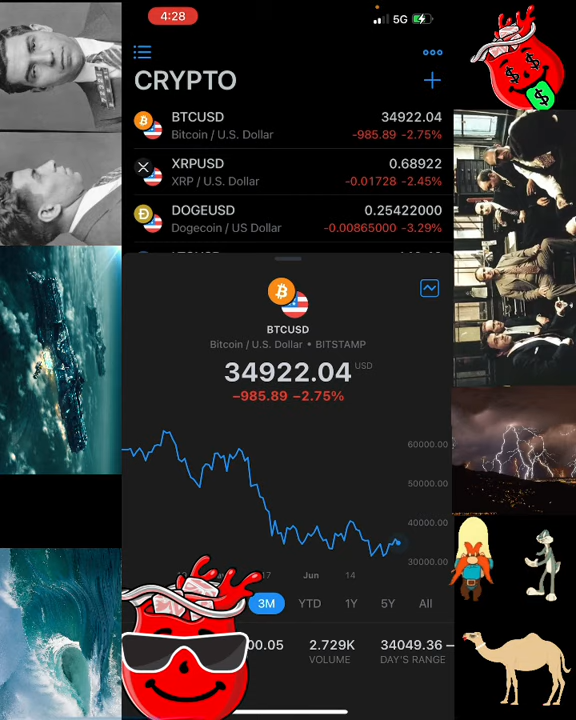 4:28
5G
CRYPTO
BTCUSD 34922.04
Bitcoin / U.S. Dollar -985.89 -2.75%
XRPUSD 0.68922
XRP / U.S. Dollar -0.01728 -2.45%
DOGEUSD 0.25422000
Dogecoin / US Dollar -0.00865000 -3.29%
BTCUSD
Bitcoin / U.S. Dollar • BITSTAMP
34922.04 USD
−985.89 −2.75%
60000.00
50000.00
40000.00
30000.00
17 Jun 14
3M YTD 1Y 5Y All
00.05 2.729K 34049.36 –
VOLUME DAY'S RANGE
$ $
$